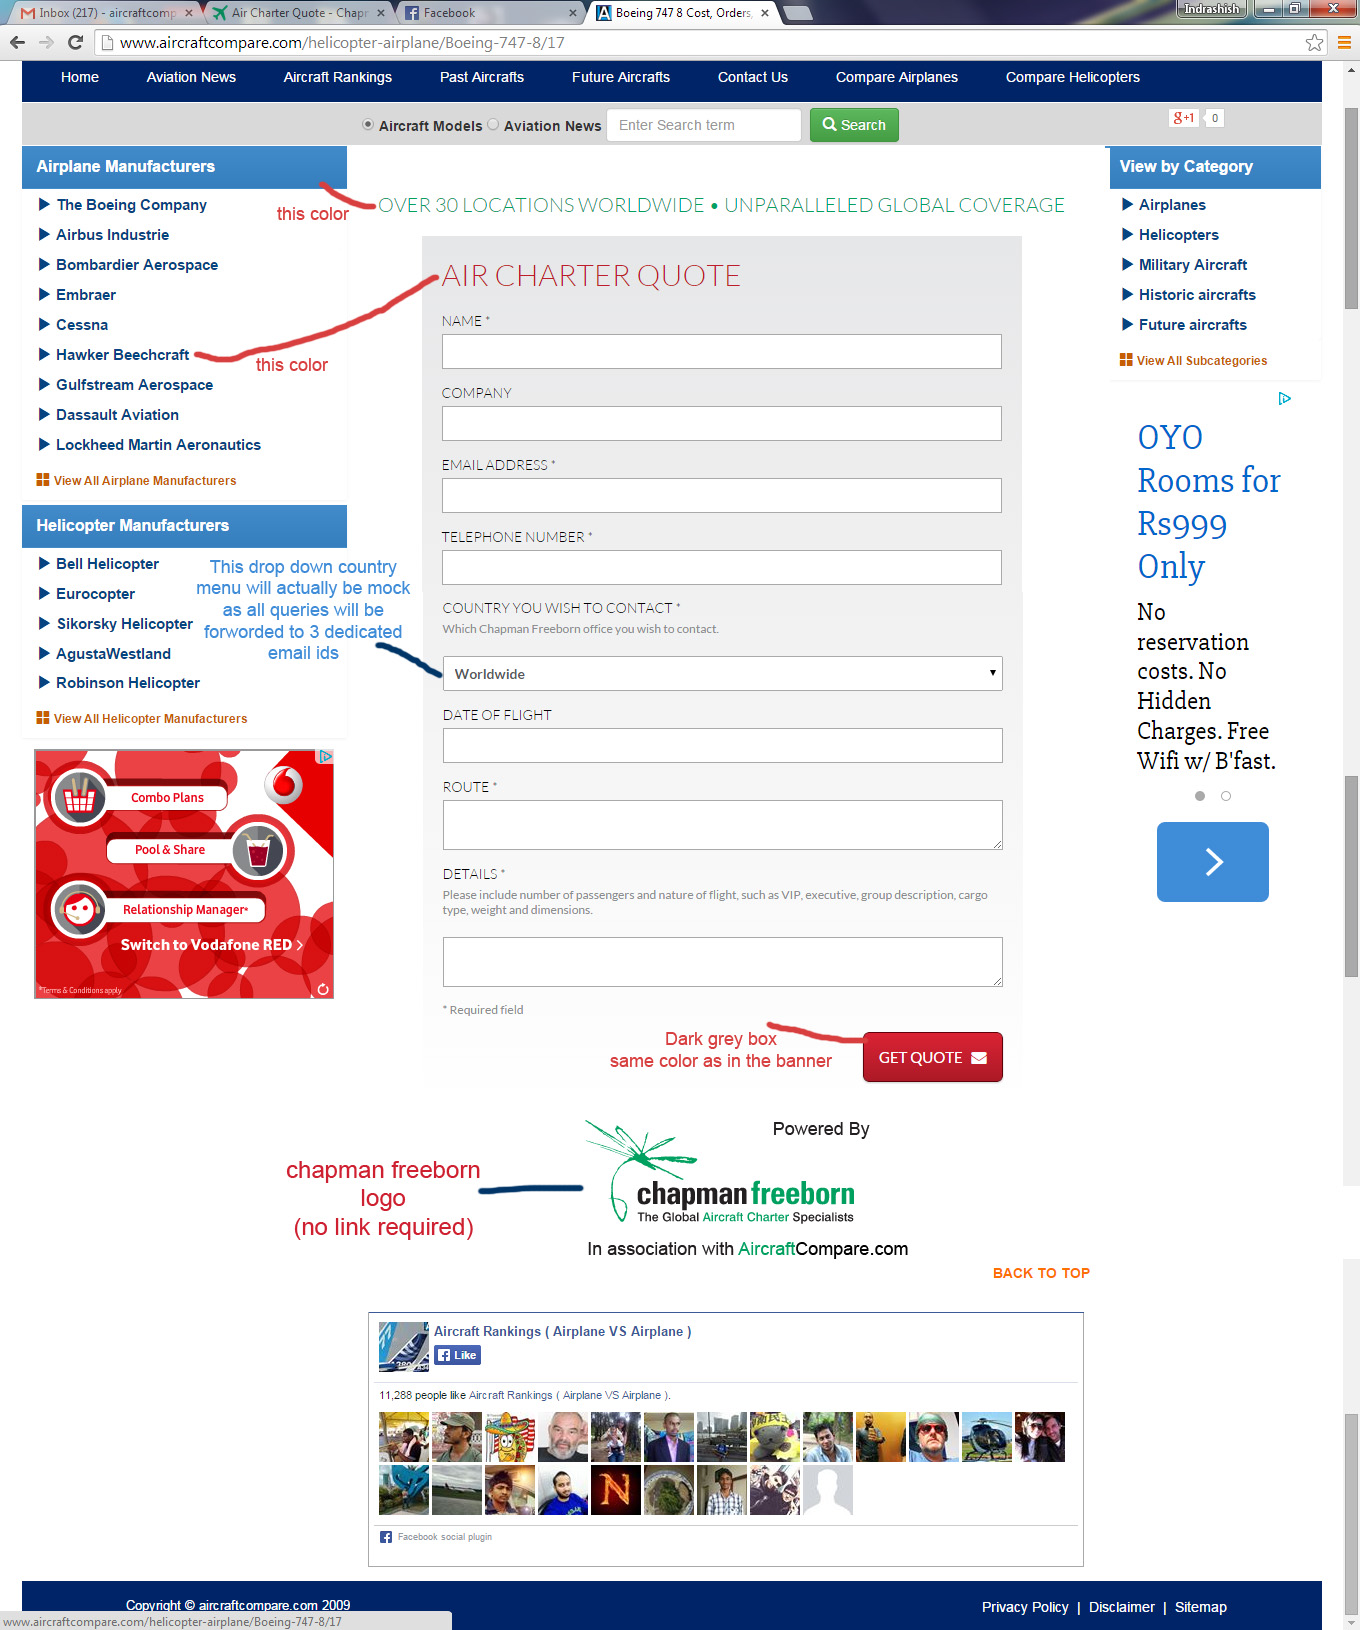 Inbox (217) - aircraftcomp
Air Charter Quote - Chapr
Facebook
Boeing 747 8 Cost, Orders,
Indrashish
www.aircraftcompare.com/helicopter-airplane/Boeing-747-8/17
Home
Aviation News
Aircraft Rankings
Past Aircrafts
Future Aircrafts
Contact Us
Compare Airplanes
Compare Helicopters
Aircraft Models
Aviation News
Enter Search term
Search
g+1
0
Airplane Manufacturers
The Boeing Company
Airbus Industrie
Bombardier Aerospace
Embraer
Cessna
Hawker Beechcraft
Gulfstream Aerospace
Dassault Aviation
Lockheed Martin Aeronautics
View All Airplane Manufacturers
this color
this color
Helicopter Manufacturers
Bell Helicopter
Eurocopter
Sikorsky Helicopter
AgustaWestland
Robinson Helicopter
View All Helicopter Manufacturers
This drop down country
menu will actually be mock
as all queries will be
forworded to 3 dedicated
email ids
Combo Plans
Pool & Share
Relationship Manager*
Switch to Vodafone RED >
*Terms & Conditions apply
OVER 30 LOCATIONS WORLDWIDE • UNPARALLELED GLOBAL COVERAGE
AIR CHARTER QUOTE
NAME *
COMPANY
EMAIL ADDRESS *
TELEPHONE NUMBER *
COUNTRY YOU WISH TO CONTACT *
Which Chapman Freeborn office you wish to contact.
Worldwide
DATE OF FLIGHT
ROUTE *
DETAILS *
Please include number of passengers and nature of flight, such as VIP, executive, group description, cargo
type, weight and dimensions.
* Required field
Dark grey box
same color as in the banner
GET QUOTE
Powered By
chapman freeborn
logo
(no link required)
chapman freeborn
The Global Aircraft Charter Specialists
In association with AircraftCompare.com
BACK TO TOP
View by Category
Airplanes
Helicopters
Military Aircraft
Historic aircrafts
Future aircrafts
View All Subcategories
OYO
Rooms for
Rs999
Only
No
reservation
costs. No
Hidden
Charges. Free
Wifi w/ B'fast.
Aircraft Rankings ( Airplane VS Airplane )
Like
11,288 people like Aircraft Rankings ( Airplane VS Airplane ).
N
Facebook social plugin
Copyright © aircraftcompare.com 2009
Privacy Policy | Disclaimer | Sitemap
www.aircraftcompare.com/helicopter-airplane/Boeing-747-8/17